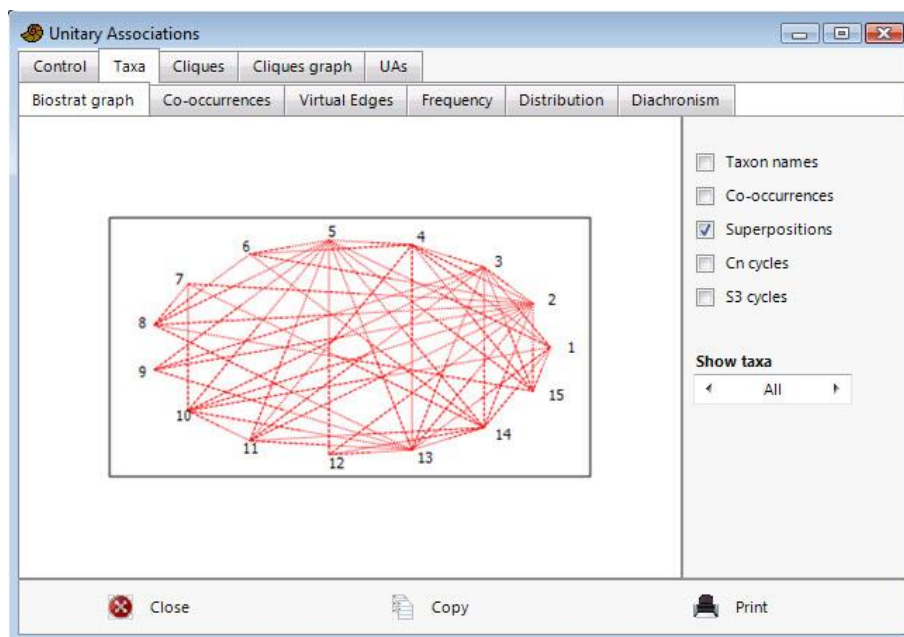 Unitary Associations
Control Taxa Cliques Cliques graph UAs
Biostrat graph Co-occurrences Virtual Edges Frequency Distribution Diachronism
Taxon names
Co-occurrences
Superpositions
Cn cycles
S3 cycles
Show taxa
All
5
4
6
3
7
2
8
1
9
15
10
14
11
13
12
Close Copy Print